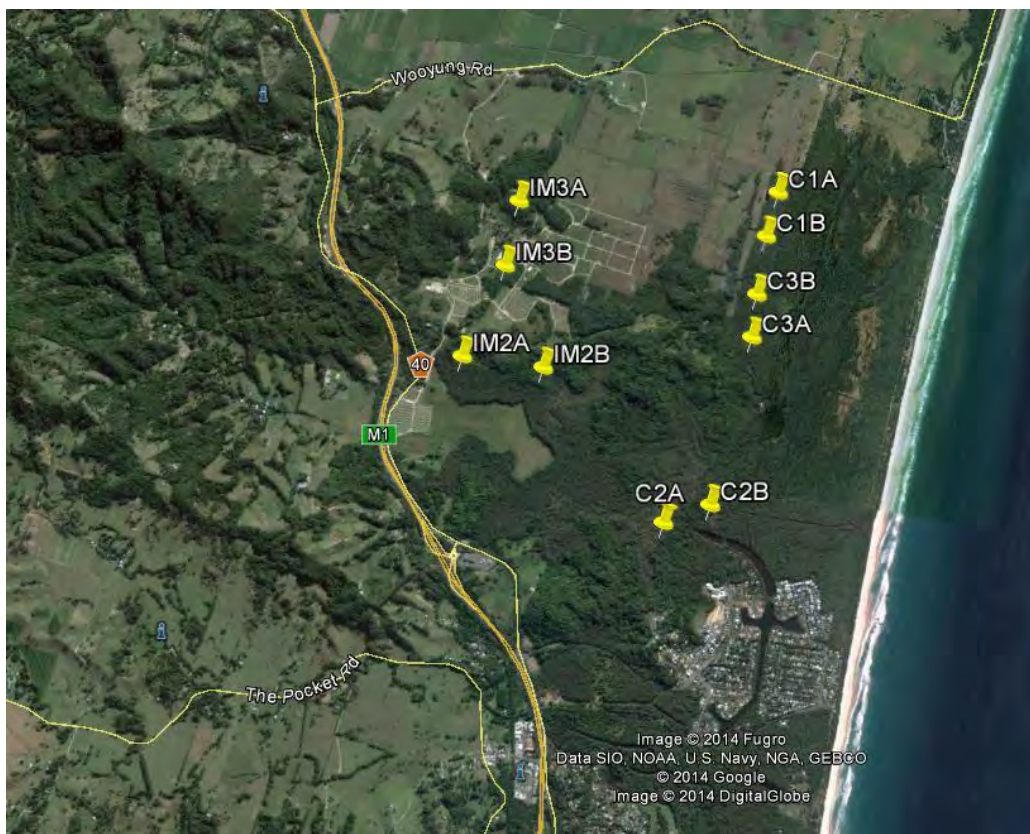 Wooyung Rd
IM3A
C1A
C1B
IM3B
C3B
C3A
IM2A
IM2B
40
M1
C2A
C2B
The Pocket Rd
Image © 2014 Fugro
Data SIO, NOAA, U.S. Navy, NGA, GEBCO
© 2014 Google
Image © 2014 DigitalGlobe